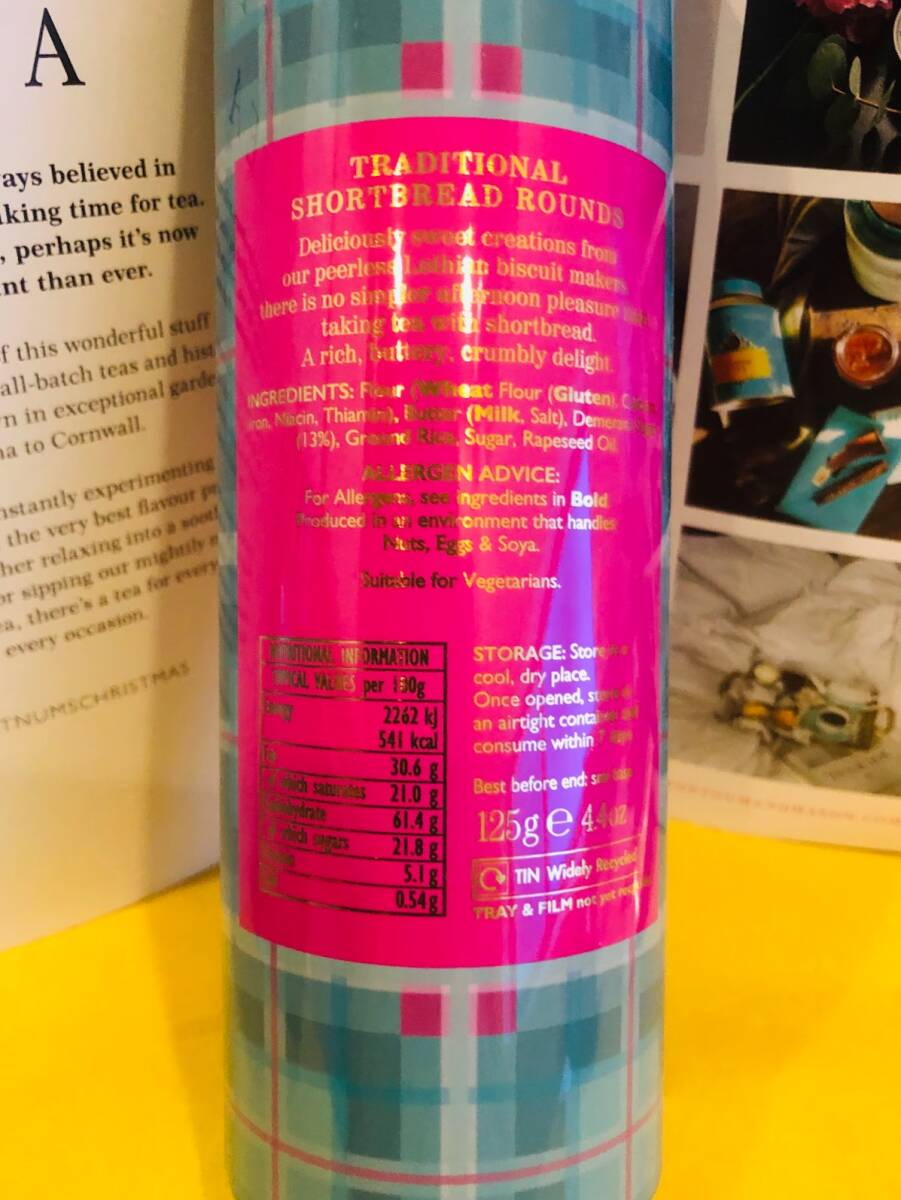 A
ays believed in
king time for tea.
, perhaps it's now
nt than ever.
f this wonderful stuff
all-batch teas and hist
n in exceptional garde
na to Cornwall.
nstantly experimenting
the very best flavour
her relaxing into a soot
or sipping our mightily
ea, there's a tea for every
every occasion.
TNUMSCHRISTMAS
TRADITIONAL
SHORTBREAD ROUNDS
Deliciously sweet creations from
our peerless Lothian biscuit makers
there is no simpler afternoon pleasure
taking tea with shortbread.
A rich, buttery, crumbly delight.
INGREDIENTS: Flour (Wheat Flour (Gluten),
Iron, Niacin, Thiamin), Butter (Milk, Salt), Demerara Sugar
(13%), Ground Rice, Sugar, Rapeseed Oil
ALLERGEN ADVICE:
For Allergens, see ingredients in Bold
Produced in an environment that handles
Nuts, Eggs & Soya.
Suitable for Vegetarians.
NUTRITIONAL INFORMATION
TYPICAL VALUES per 100g
Energy 2262 kJ
541 kcal
Fat 30.6 g
of which saturates 21.0 g
Carbohydrate 61.4 g
of which sugars 21.8 g
Protein 5.1 g
0.54 g
STORAGE: Store in a
cool, dry place.
Once opened, store in
an airtight container and
consume within 7 days
Best before end: see base
125g e 4.4oz
TIN Widely Recycled
TRAY & FILM not yet recycled